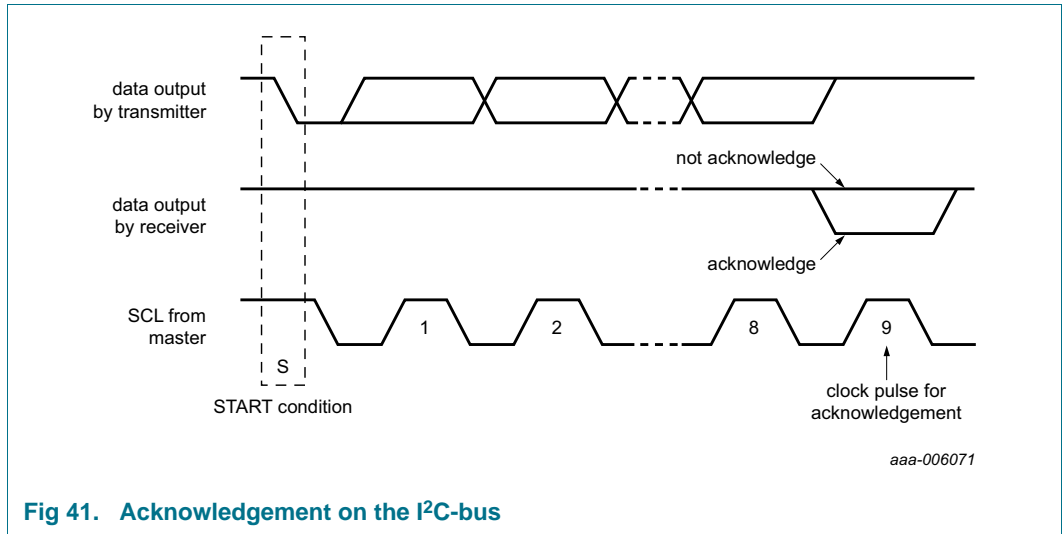 data output
by transmitter
not acknowledge
data output
by receiver
acknowledge
SCL from
master
1
2
8
9
S
START condition
clock pulse for
acknowledgement
aaa-006071
Fig 41. Acknowledgement on the I²C-bus